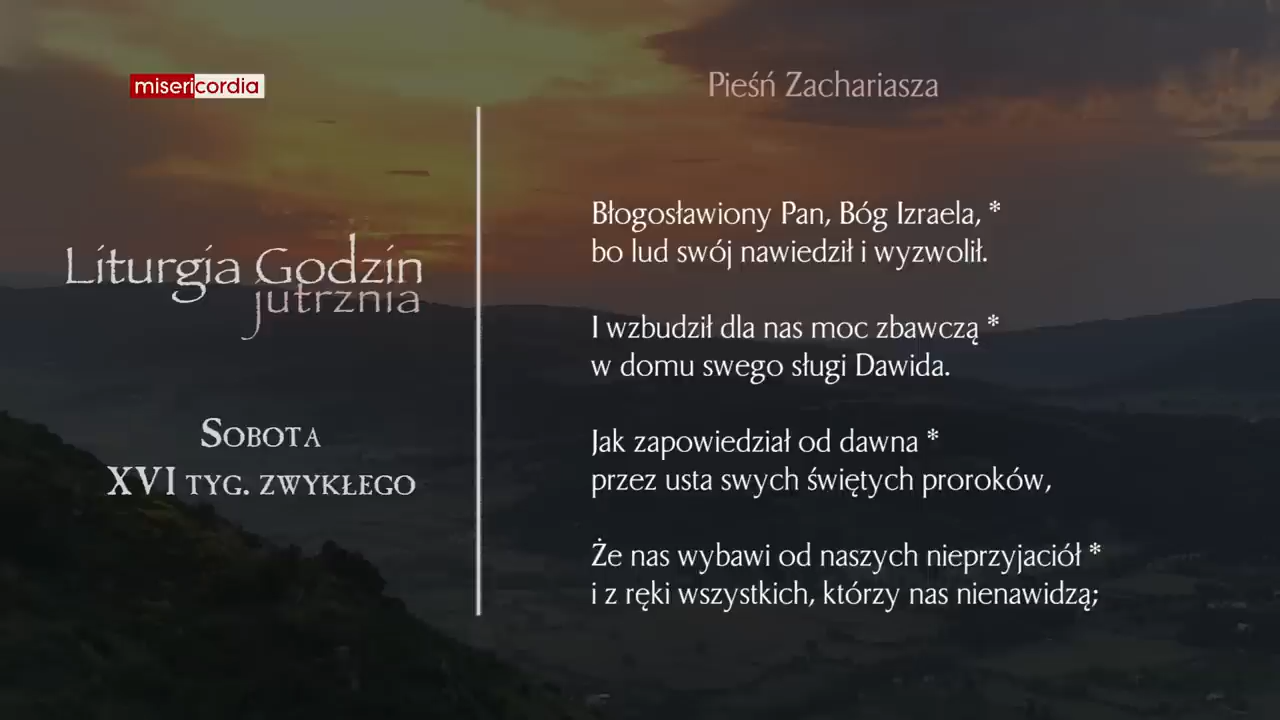 misericordia
Liturgia Godzin
jutrznia
Sobota
XVI tyg. zwykłego
Pieśń Zachariasza
Błogosławiony Pan, Bóg Izraela, *
bo lud swój nawiedził i wyzwolił.
I wzbudził dla nas moc zbawczą *
w domu swego sługi Dawida.
Jak zapowiedział od dawna *
przez usta swych świętych proroków,
Że nas wybawi od naszych nieprzyjaciół *
i z ręki wszystkich, którzy nas nienawidzą;